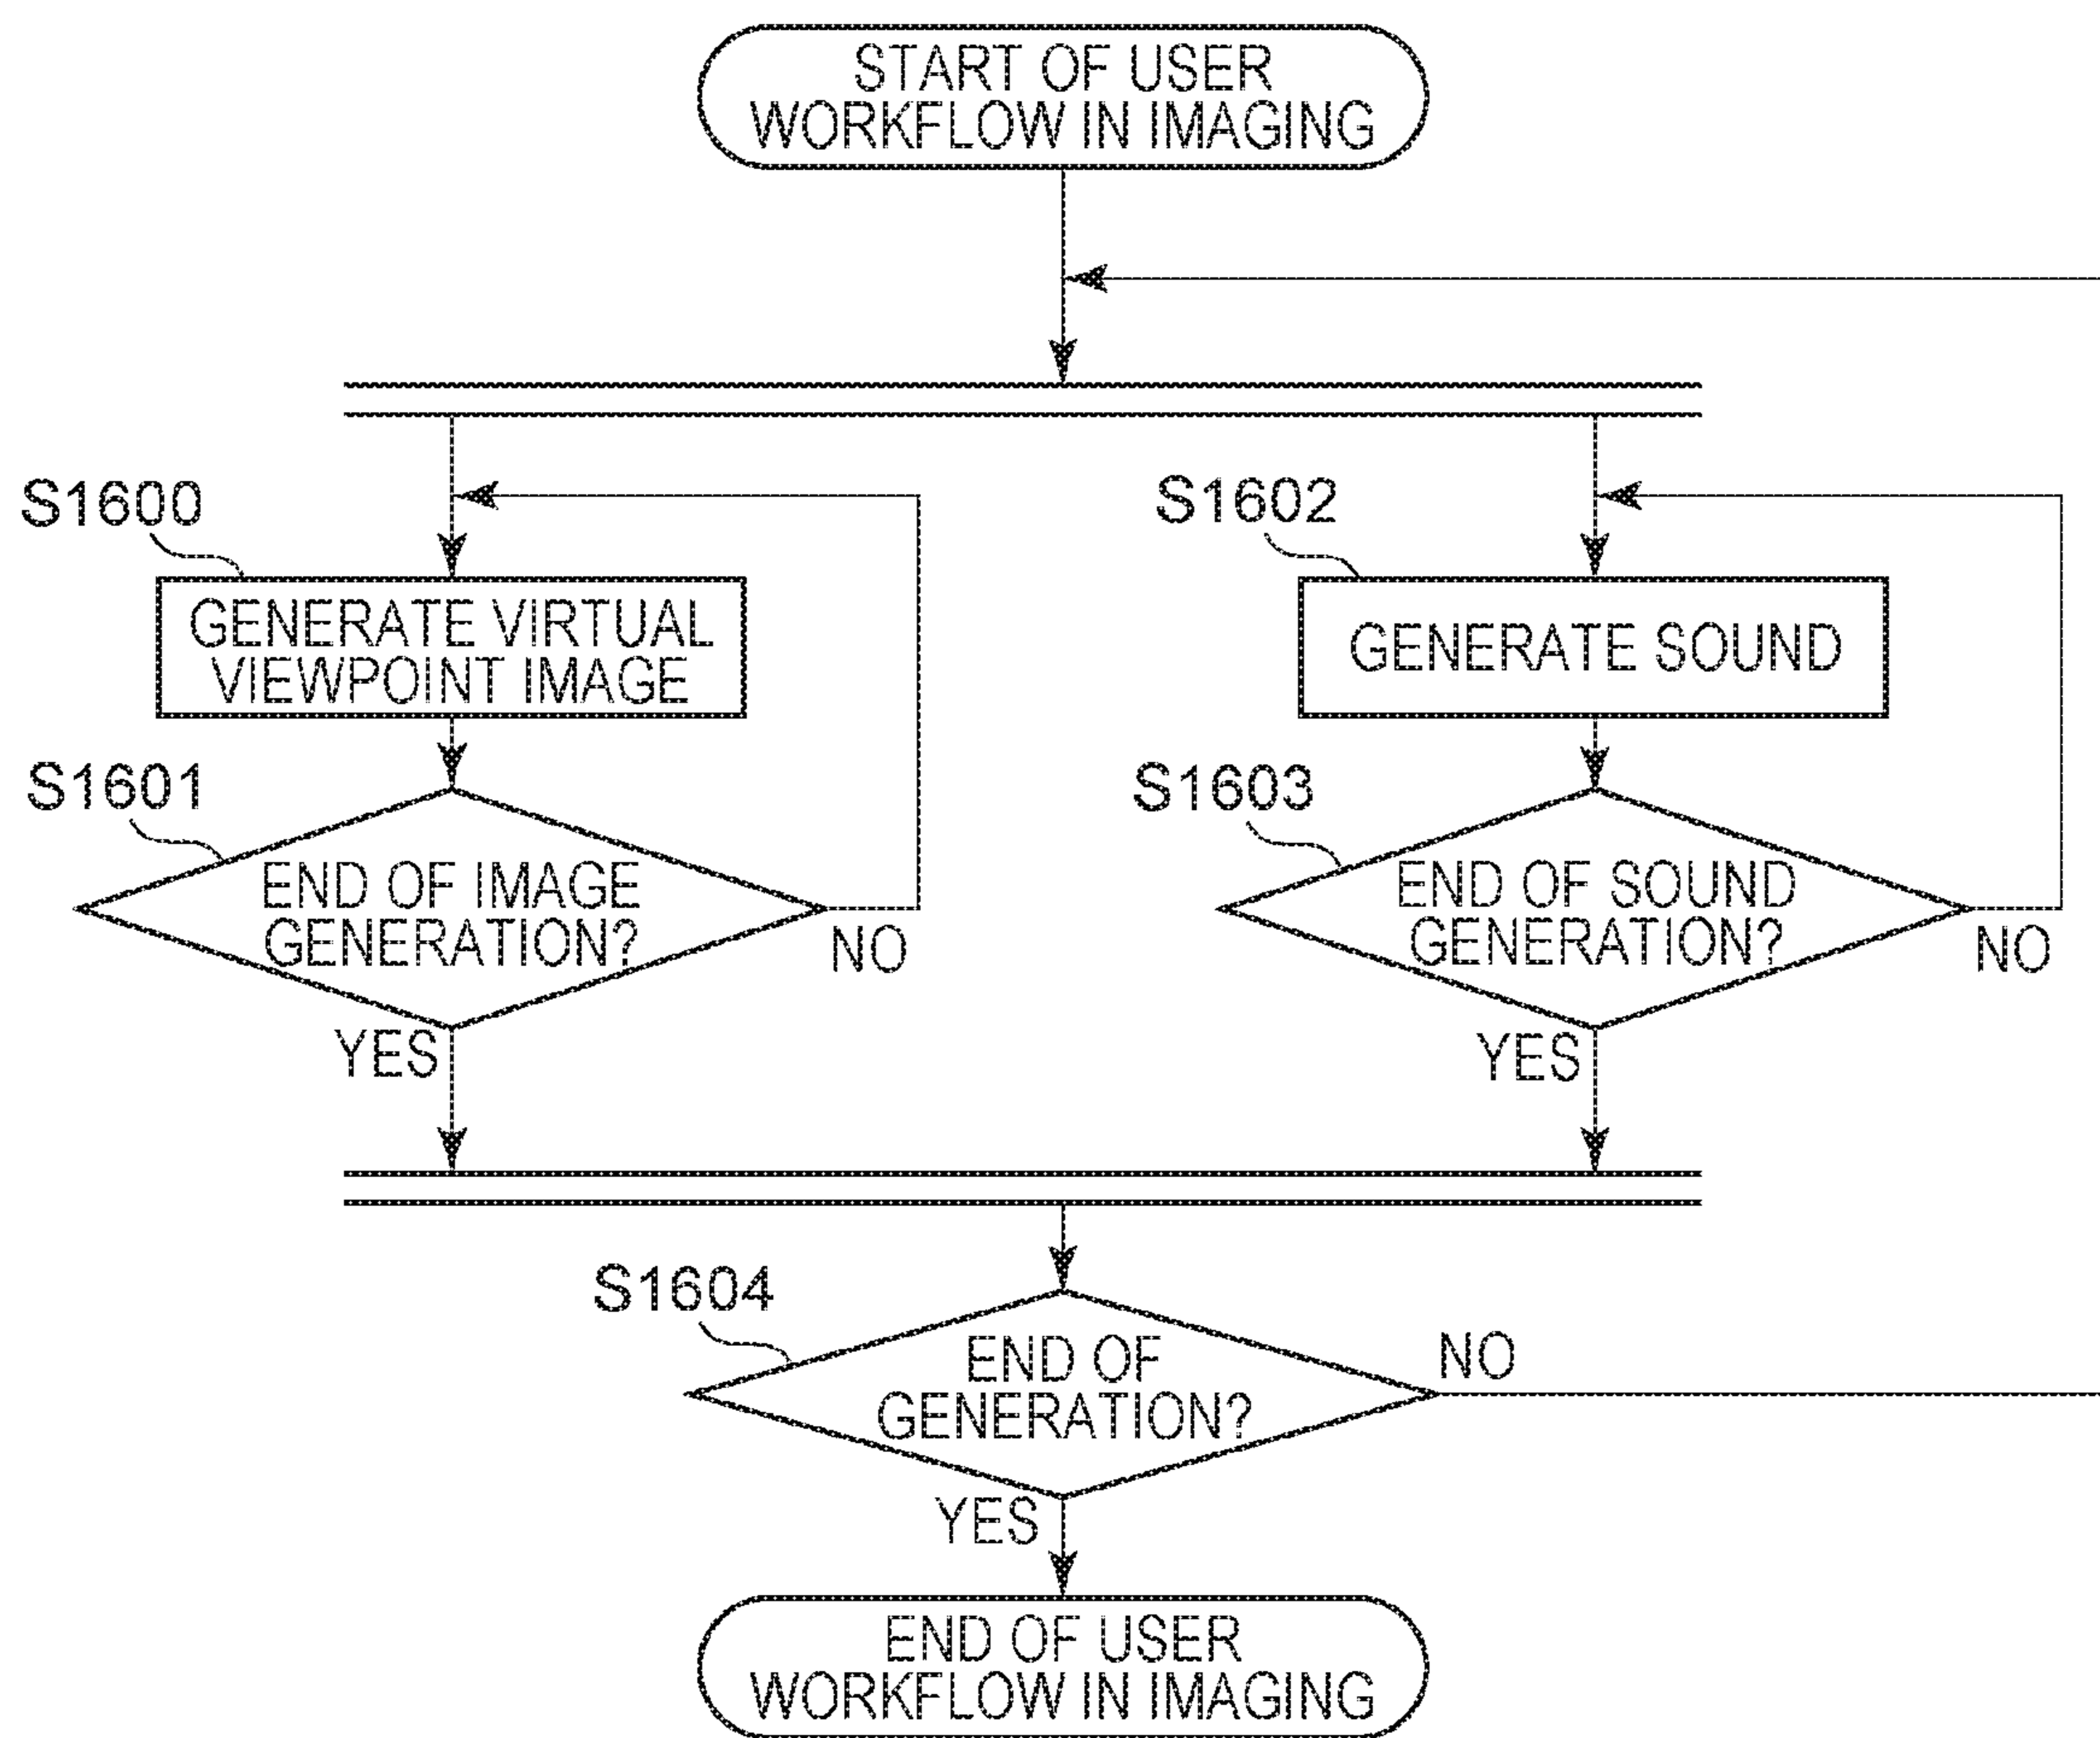 START OF USER
WORKFLOW IN IMAGING
S1600
GENERATE VIRTUAL
VIEWPOINT IMAGE
S1601
END OF IMAGE
GENERATION?
NO
YES
S1602
GENERATE SOUND
S1603
END OF SOUND
GENERATION?
NO
YES
S1604
END OF
GENERATION?
NO
YES
END OF USER
WORKFLOW IN IMAGING